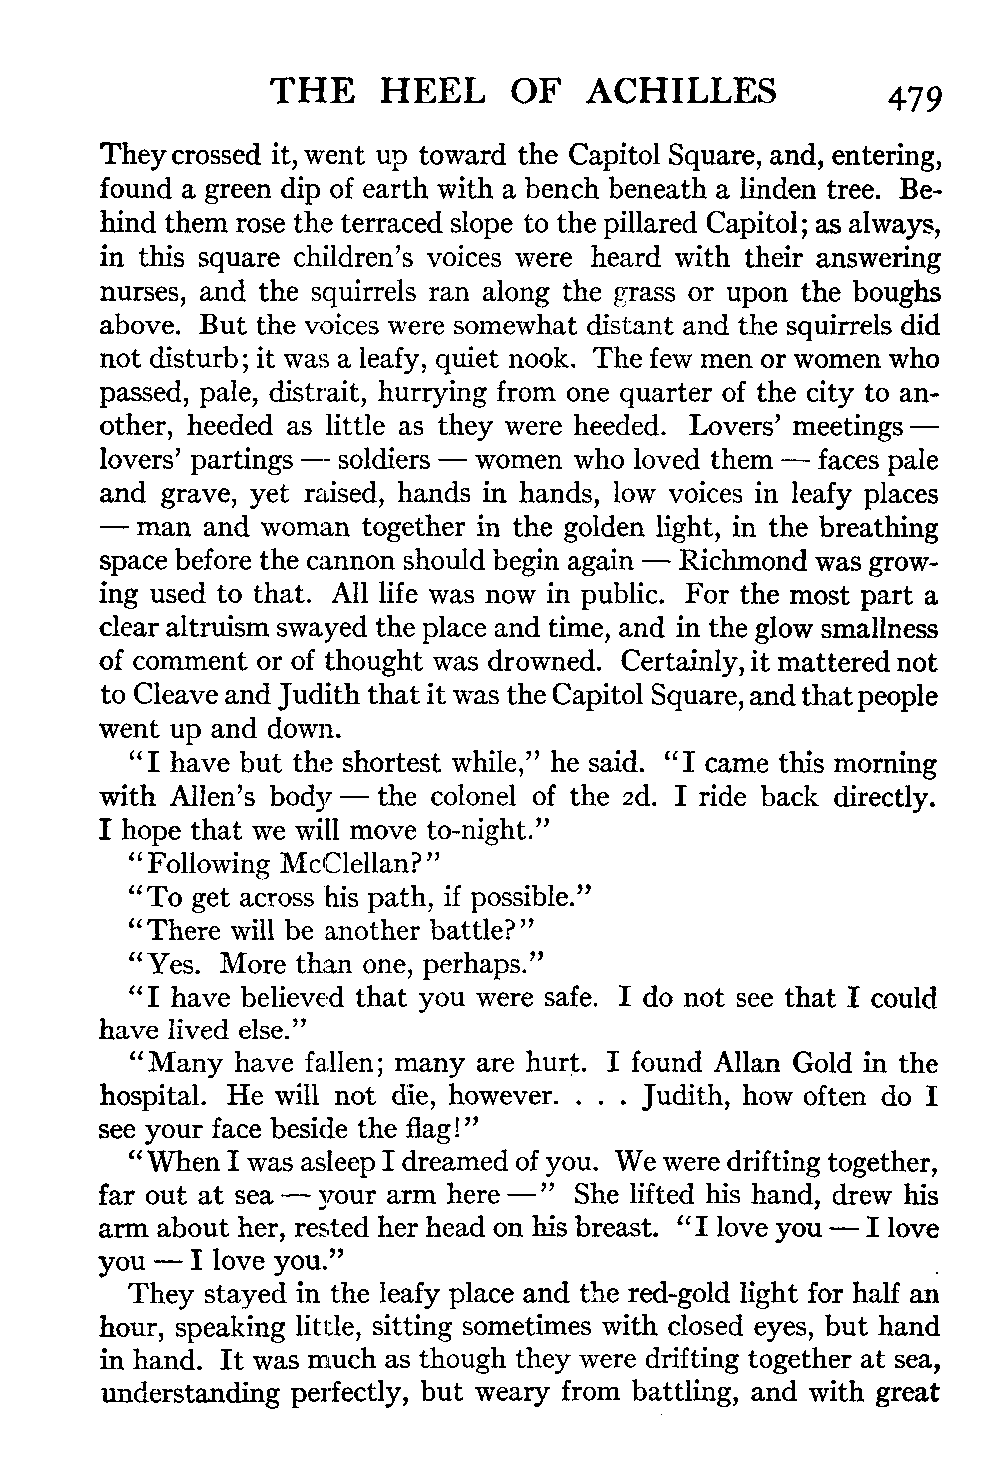 THE HEEL OF ACHILLES 479
They crossed it, went up toward the Capitol Square, and, entering,
found a green dip of earth with a bench beneath a linden tree. Be-
hind them rose the terraced slope to the pillared Capitol; as always,
in this square children's voices were heard with their answering
nurses, and the squirrels ran along the grass or upon the boughs
above. But the voices were somewhat distant and the squirrels did
not disturb; it was a leafy, quiet nook. The few men or women who
passed, pale, distrait, hurrying from one quarter of the city to an-
other, heeded as little as they were heeded. Lovers' meetings —
lovers' partings — soldiers — women who loved them — faces pale
and grave, yet raised, hands in hands, low voices in leafy places
— man and woman together in the golden light, in the breathing
space before the cannon should begin again — Richmond was grow-
ing used to that. All life was now in public. For the most part a
clear altruism swayed the place and time, and in the glow smallness
of comment or of thought was drowned. Certainly, it mattered not
to Cleave and Judith that it was the Capitol Square, and that people
went up and down.
"I have but the shortest while," he said. "I came this morning
with Allen's body — the colonel of the 2d. I ride back directly.
I hope that we will move to-night."
"Following McClellan?"
"To get across his path, if possible."
"There will be another battle?"
"Yes. More than one, perhaps."
"I have believed that you were safe. I do not see that I could
have lived else."
"Many have fallen; many are hurt. I found Allan Gold in the
hospital. He will not die, however. . . . Judith, how often do I
see your face beside the flag!"
"When I was asleep I dreamed of you. We were drifting together,
far out at sea — your arm here —" She lifted his hand, drew his
arm about her, rested her head on his breast. "I love you — I love
you — I love you."
They stayed in the leafy place and the red-gold light for half an
hour, speaking little, sitting sometimes with closed eyes, but hand
in hand. It was much as though they were drifting together at sea,
understanding perfectly, but weary from battling, and with great